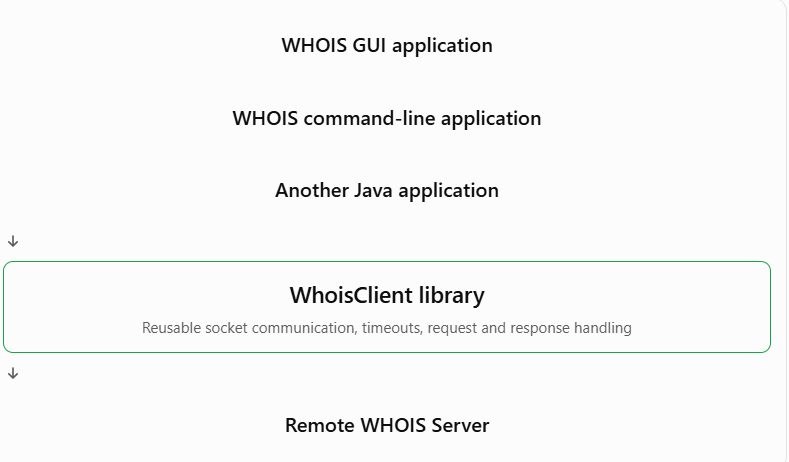 WHOIS GUI application
WHOIS command-line application
Another Java application
↓
WhoisClient library
Reusable socket communication, timeouts, request and response handling
↓
Remote WHOIS Server